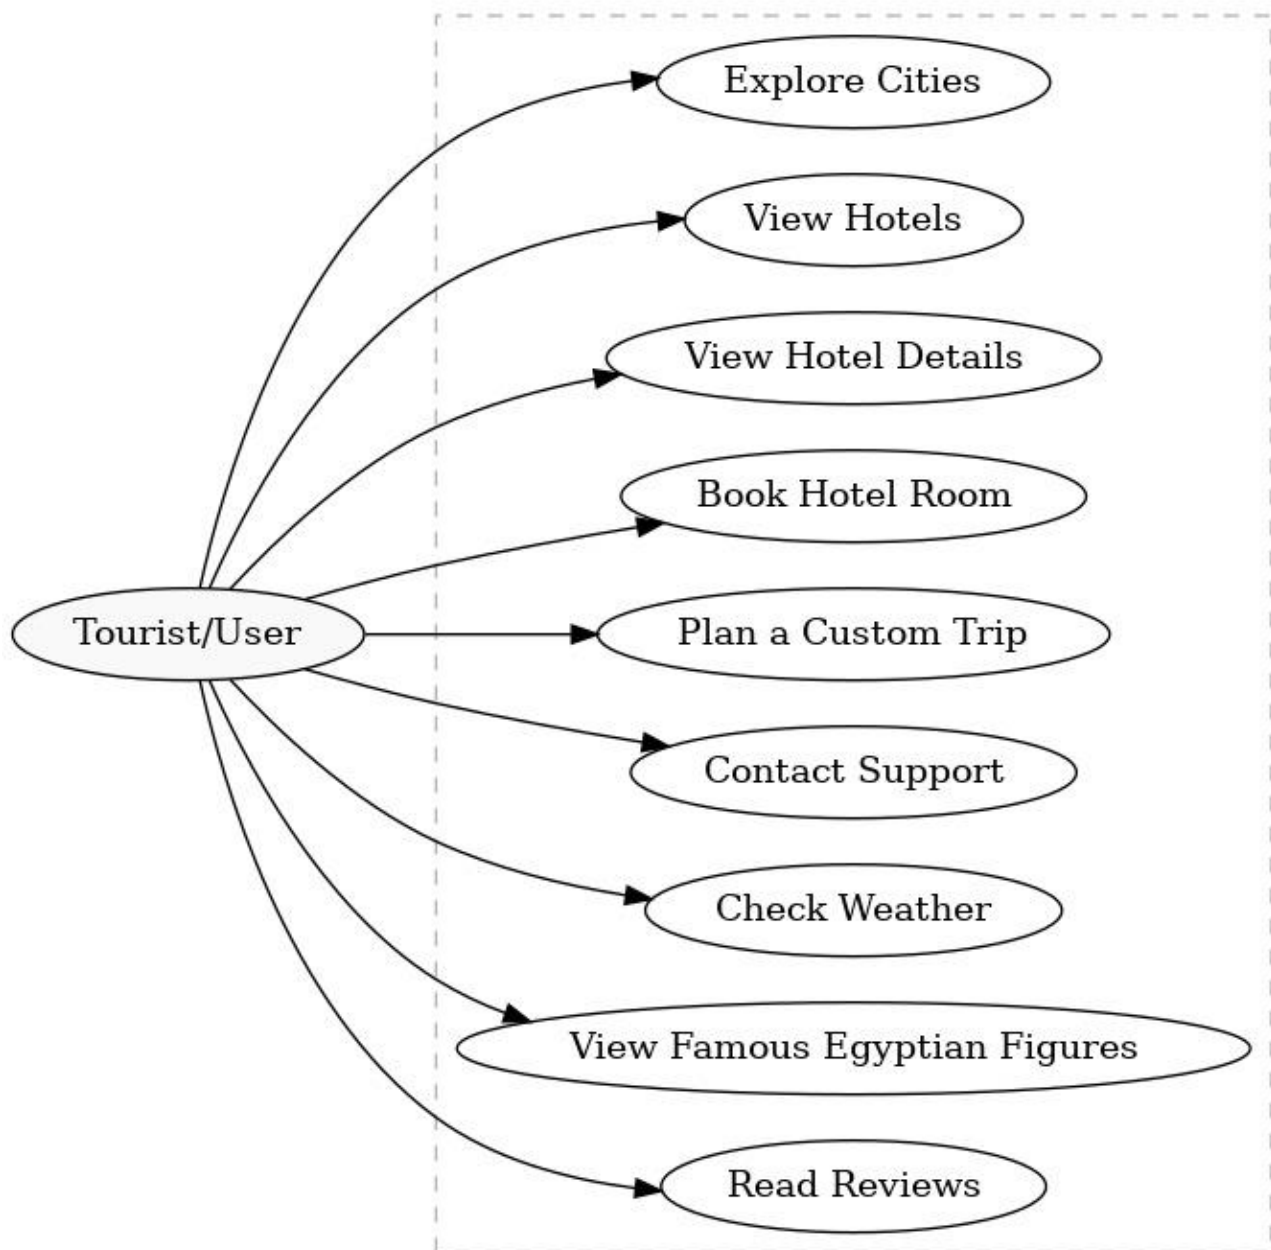 Explore Cities
View Hotels
View Hotel Details
Book Hotel Room
Tourist/User
Plan a Custom Trip
Contact Support
Check Weather
View Famous Egyptian Figures
Read Reviews